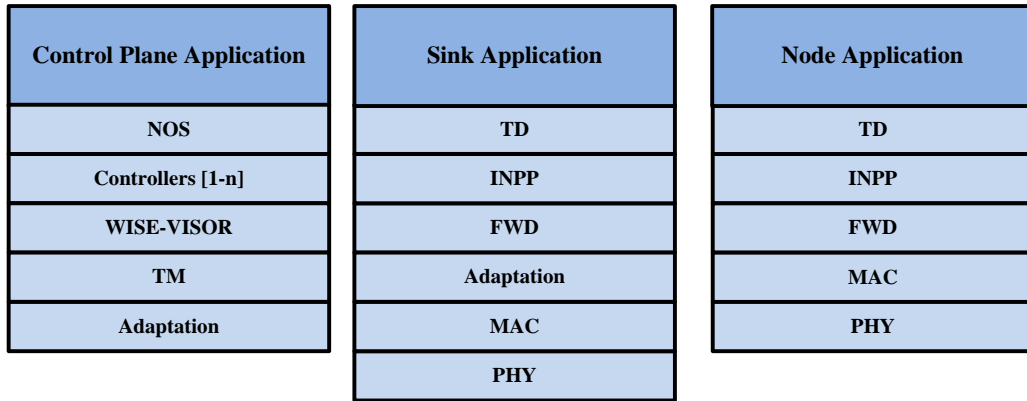 Control Plane Application
NOS
Controllers [1-n]
WISE-VISOR
TM
Adaptation
Sink Application
TD
INPP
FWD
Adaptation
MAC
PHY
Node Application
TD
INPP
FWD
MAC
PHY